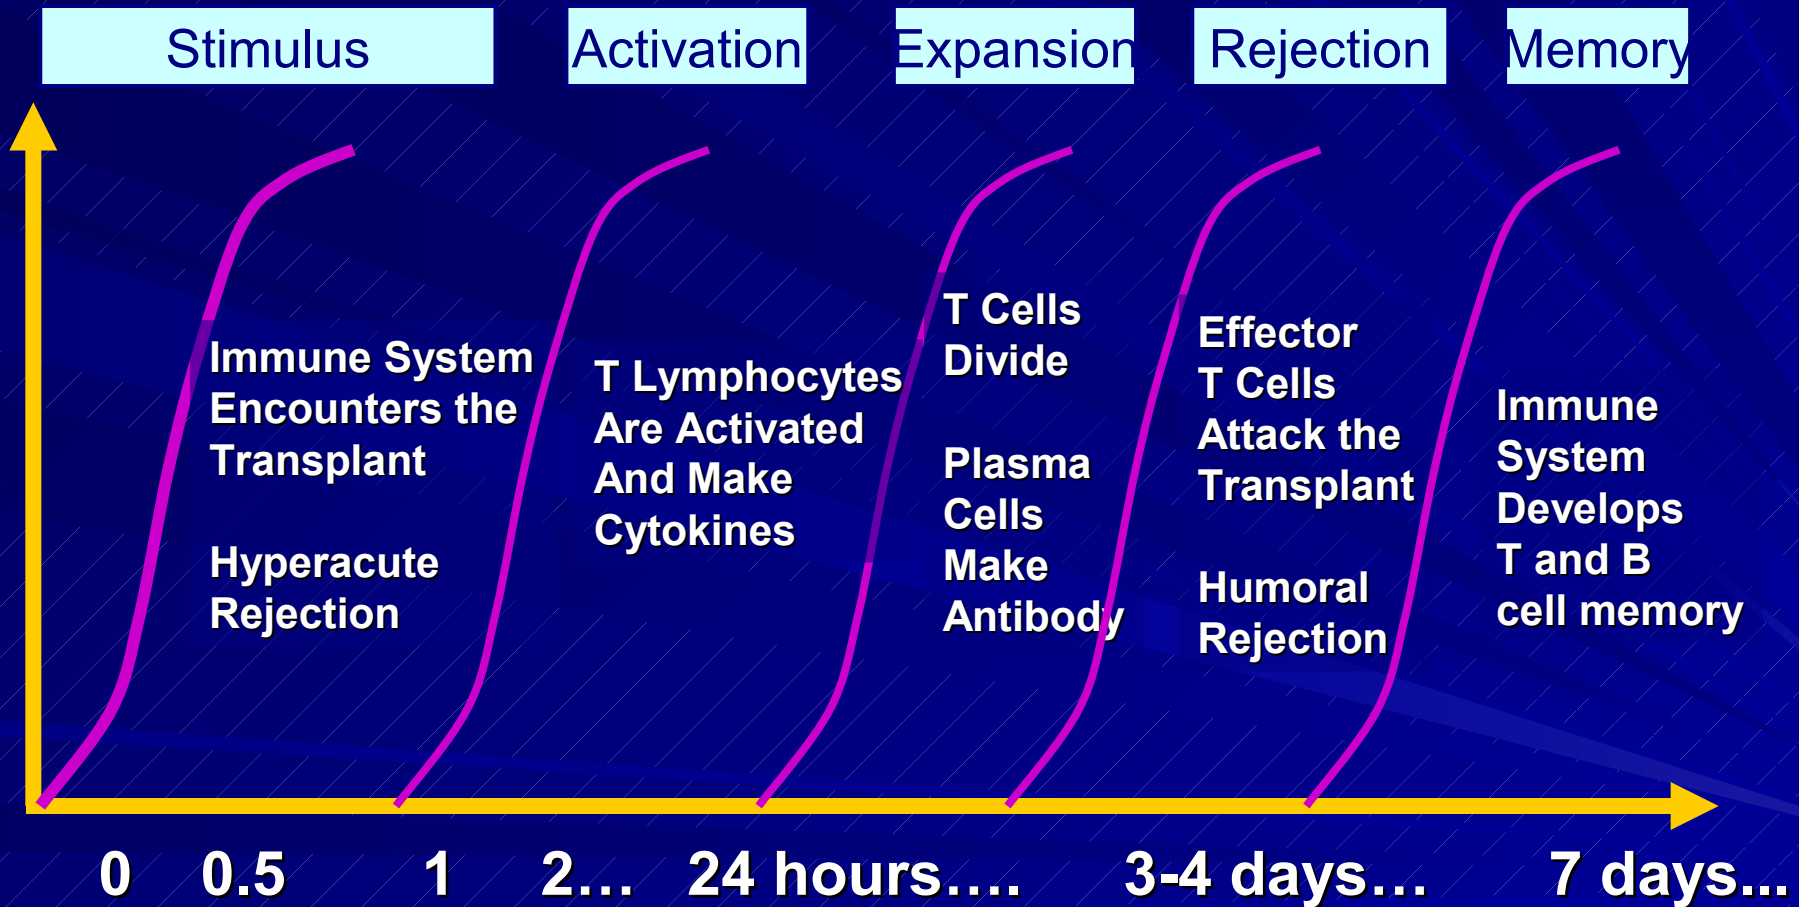 Stimulus Activation Expansion Rejection Memory
Immune System
Encounters the
Transplant
Hyperacute
Rejection
T Lymphocytes
Are Activated
And Make
Cytokines
T Cells
Divide
Plasma
Cells
Make
Antibody
Effector
T Cells
Attack the
Transplant
Humoral
Rejection
Immune
System
Develops
T and B
cell memory
0 0.5 1 2... 24 hours.... 3-4 days... 7 days...